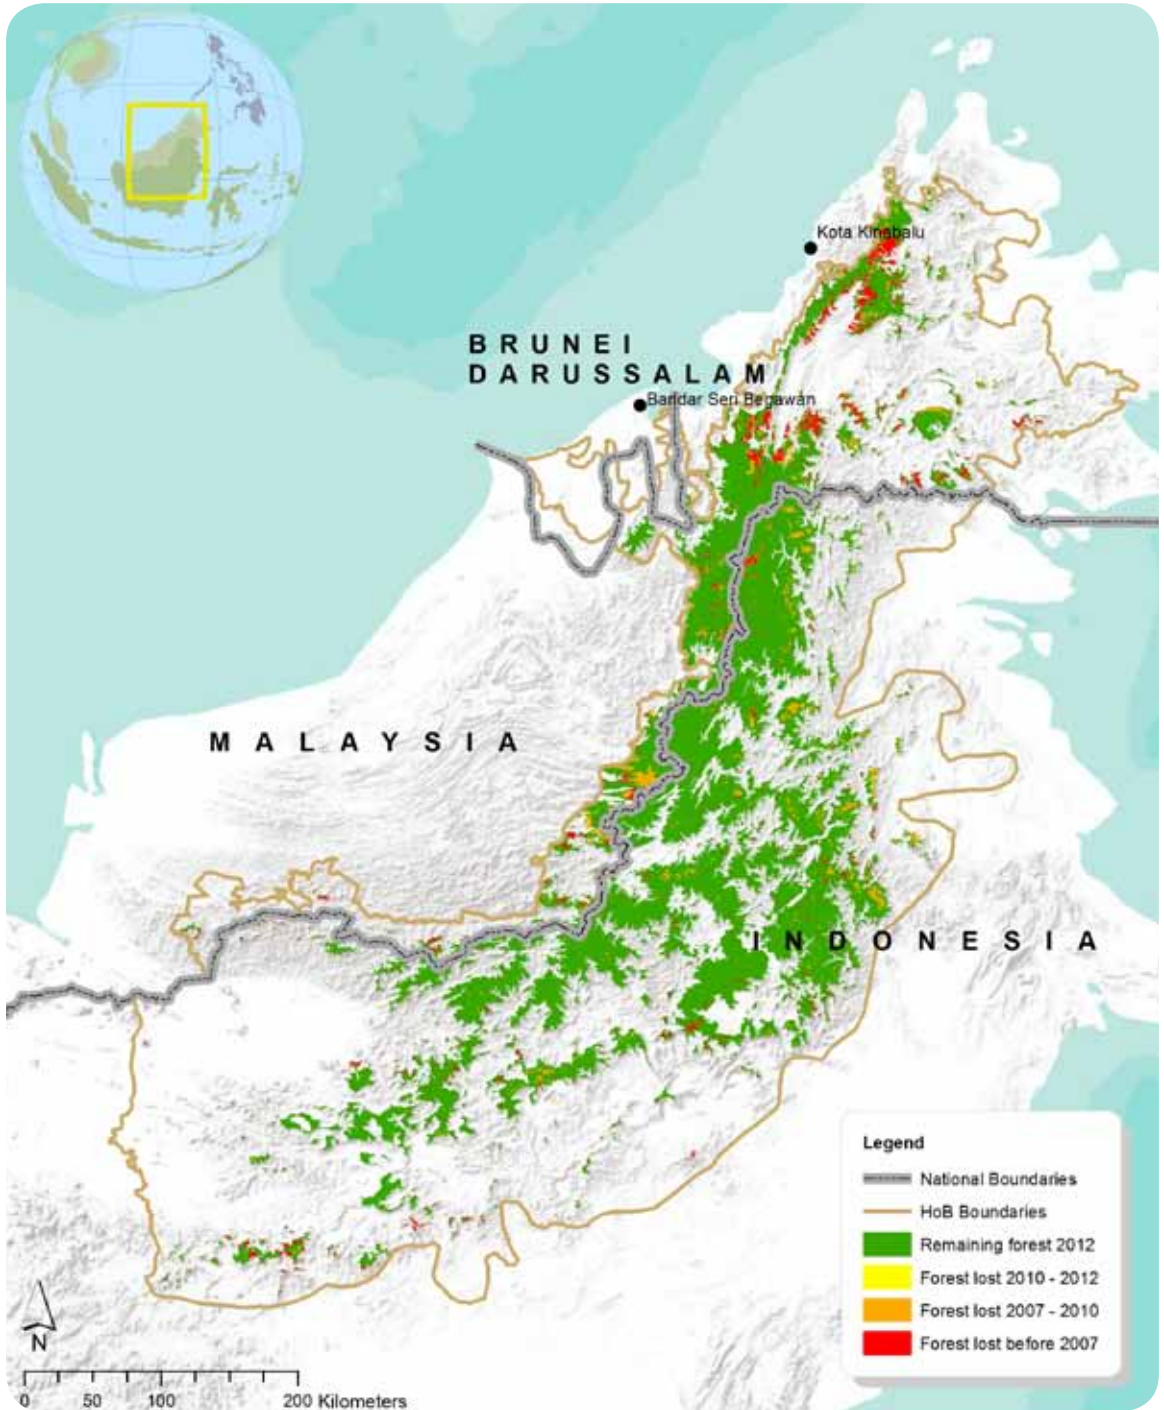 Kota Kinabalu
BRUNEI
DARUSSALAM
Bandar Seri Begawan
MALAYSIA
INDONESIA
Legend
National Boundaries
HoB Boundaries
Remaining forest 2012
Forest lost 2010 - 2012
Forest lost 2007 - 2010
Forest lost before 2007
N
0 50 100 200 Kilometers